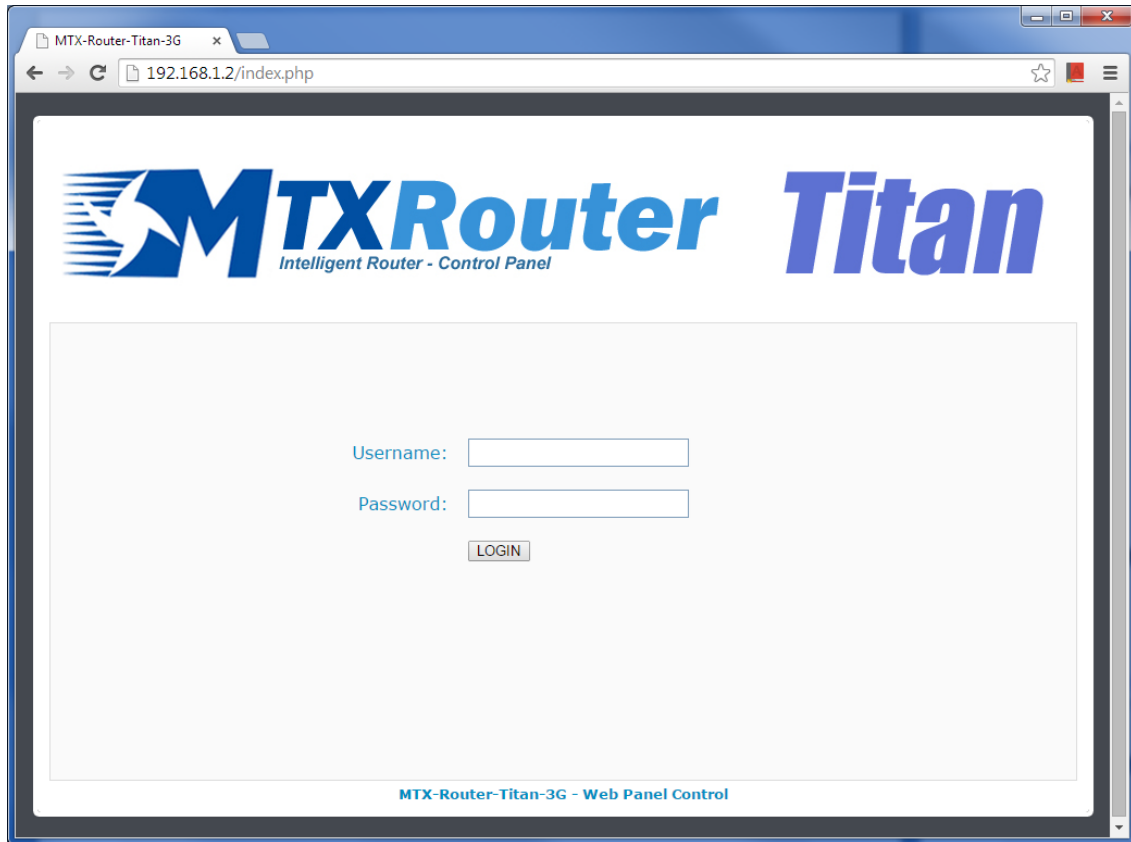 MTX-Router-Titan-3G
192.168.1.2/index.php
MTXRouter Titan
Intelligent Router - Control Panel
Username:
Password:
LOGIN
MTX-Router-Titan-3G - Web Panel Control